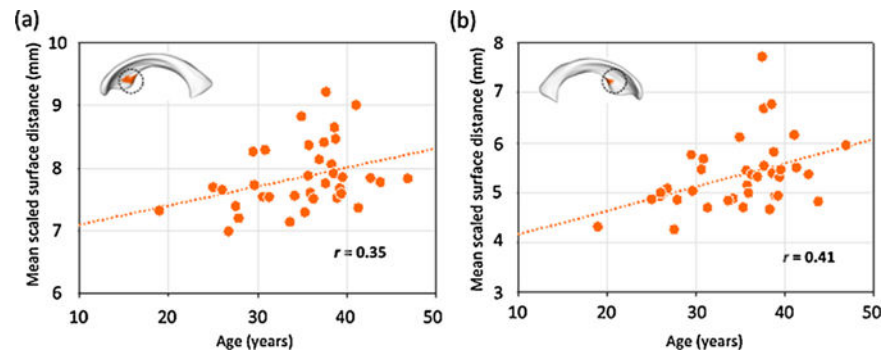 (a)
10
9
8
7
6
Mean scaled surface distance (mm)
r = 0.35
10 20 30 40 50
Age (years)
(b)
8
7
6
5
4
3
Mean scaled surface distance (mm)
r = 0.41
10 20 30 40 50
Age (years)